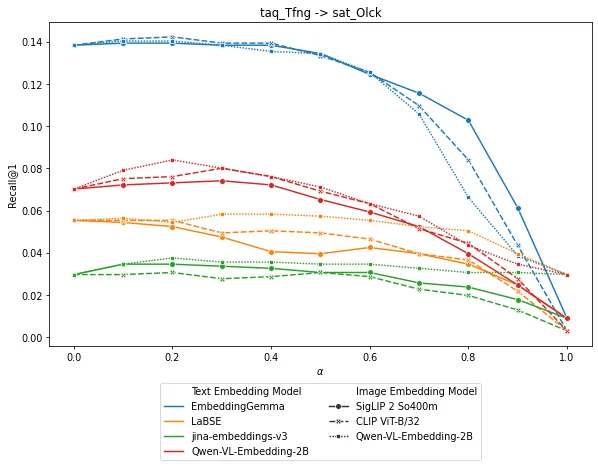 taq_Tfng -> sat_Olck
Recall@1
0.14
0.12
0.10
0.08
0.06
0.04
0.02
0.00
0.0 0.2 0.4 0.6 0.8 1.0
α
Text Embedding Model
EmbeddingGemma
LaBSE
jina-embeddings-v3
Qwen-VL-Embedding-2B
Image Embedding Model
SigLIP 2 So400m
CLIP ViT-B/32
Qwen-VL-Embedding-2B